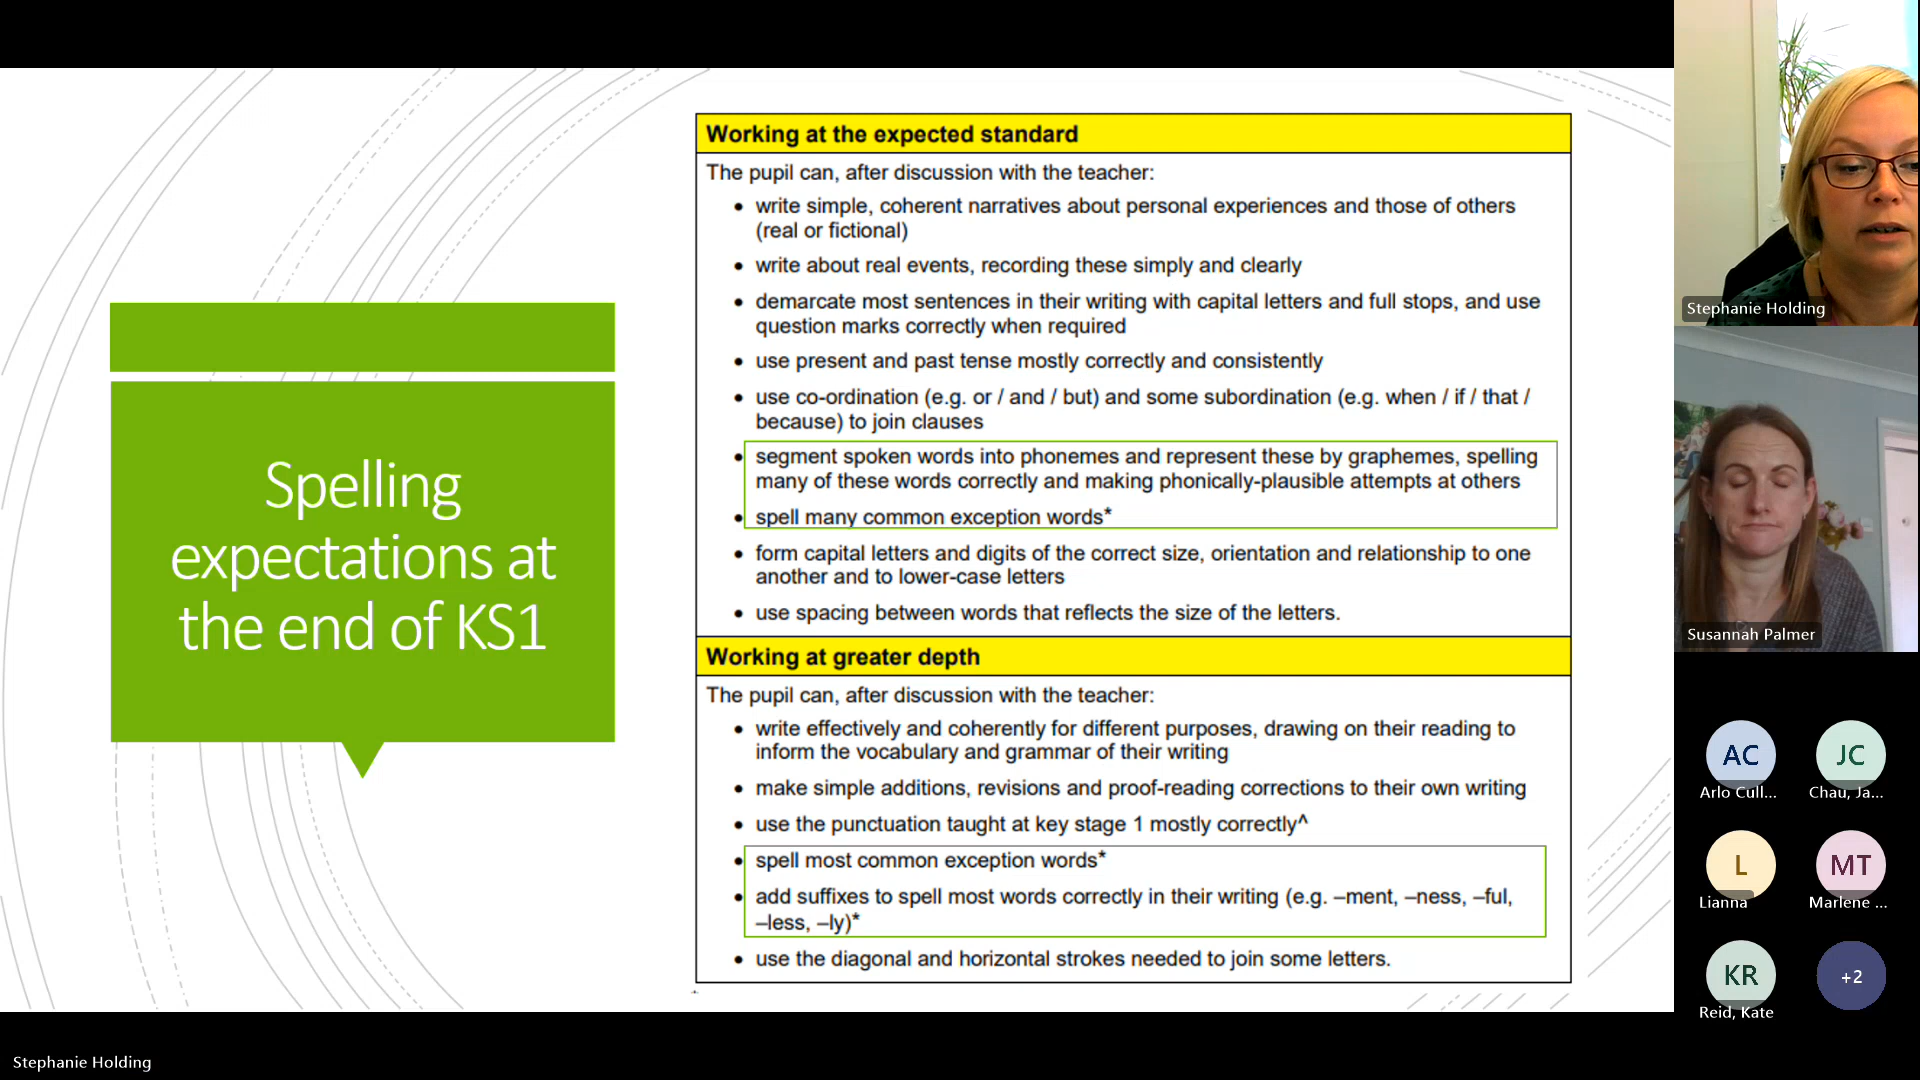 Spelling
expectations at
the end of KS1
Working at the expected standard
The pupil can, after discussion with the teacher:
• write simple, coherent narratives about personal experiences and those of others
(real or fictional)
• write about real events, recording these simply and clearly
• demarcate most sentences in their writing with capital letters and full stops, and use
question marks correctly when required
• use present and past tense mostly correctly and consistently
• use co-ordination (e.g. or / and / but) and some subordination (e.g. when / if / that /
because) to join clauses
• segment spoken words into phonemes and represent these by graphemes, spelling
many of these words correctly and making phonically-plausible attempts at others
• spell many common exception words*
• form capital letters and digits of the correct size, orientation and relationship to one
another and to lower-case letters
• use spacing between words that reflects the size of the letters.
Working at greater depth
The pupil can, after discussion with the teacher:
• write effectively and coherently for different purposes, drawing on their reading to
inform the vocabulary and grammar of their writing
• make simple additions, revisions and proof-reading corrections to their own writing
• use the punctuation taught at key stage 1 mostly correctly^
• spell most common exception words*
• add suffixes to spell most words correctly in their writing (e.g. –ment, –ness, –ful,
–less, –ly)*
• use the diagonal and horizontal strokes needed to join some letters.
Stephanie Holding
Susannah Palmer
AC
JC
Arlo Cull...
Chau, Ja...
L
MT
Lianna
Marlene ...
KR
+2
Reid, Kate
Stephanie Holding